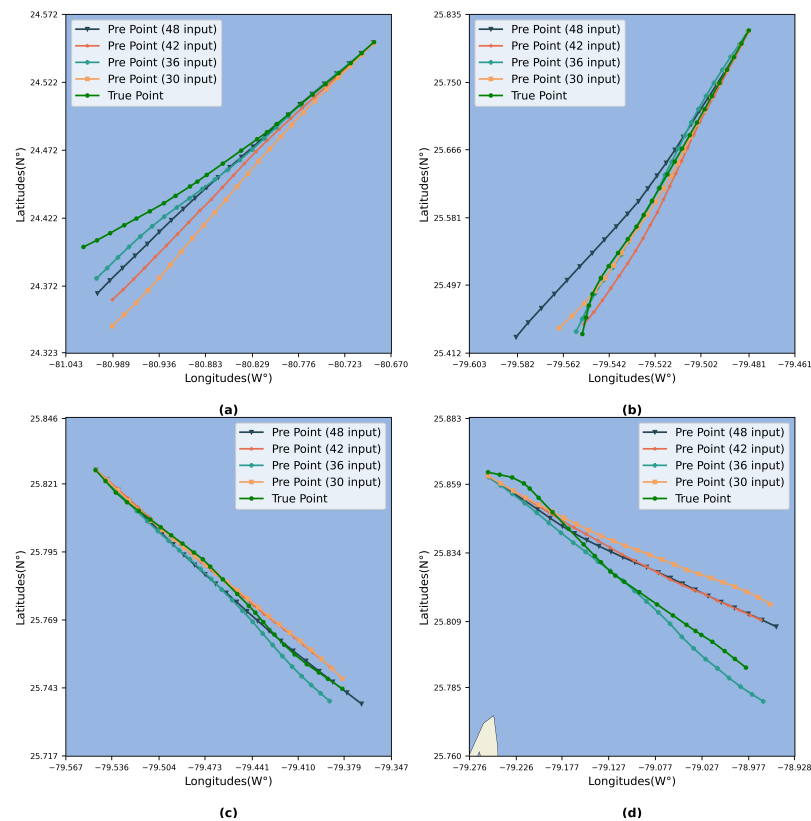 24.572
24.522
24.472
24.422
24.372
24.323
Latitudes(N°)
Pre Point (48 input)
Pre Point (42 input)
Pre Point (36 input)
Pre Point (30 input)
True Point
−81.043 −80.989 −80.936 −80.883 −80.829 −80.776 −80.723 −80.670
Longitudes(W°)
(a)
25.835
25.750
25.666
25.581
25.497
25.412
Latitudes(N°)
Pre Point (48 input)
Pre Point (42 input)
Pre Point (36 input)
Pre Point (30 input)
True Point
−79.603 −79.582 −79.562 −79.542 −79.522 −79.502 −79.481 −79.461
Longitudes(W°)
(b)
25.846
25.821
25.795
25.769
25.743
25.717
Latitudes(N°)
Pre Point (48 input)
Pre Point (42 input)
Pre Point (36 input)
Pre Point (30 input)
True Point
−79.567 −79.536 −79.504 −79.473 −79.441 −79.410 −79.379 −79.347
Longitudes(W°)
(c)
25.883
25.859
25.834
25.809
25.785
25.760
Latitudes(N°)
Pre Point (48 input)
Pre Point (42 input)
Pre Point (36 input)
Pre Point (30 input)
True Point
−79.276 −79.226 −79.177 −79.127 −79.077 −79.027 −78.977 −78.928
Longitudes(W°)
(d)